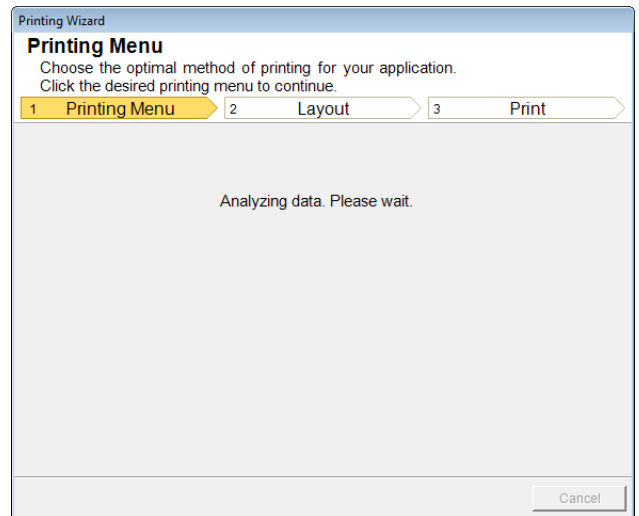 Printing Wizard
Printing Menu
Choose the optimal method of printing for your application.
Click the desired printing menu to continue.
1 Printing Menu 2 Layout 3 Print
Analyzing data. Please wait.
Cancel